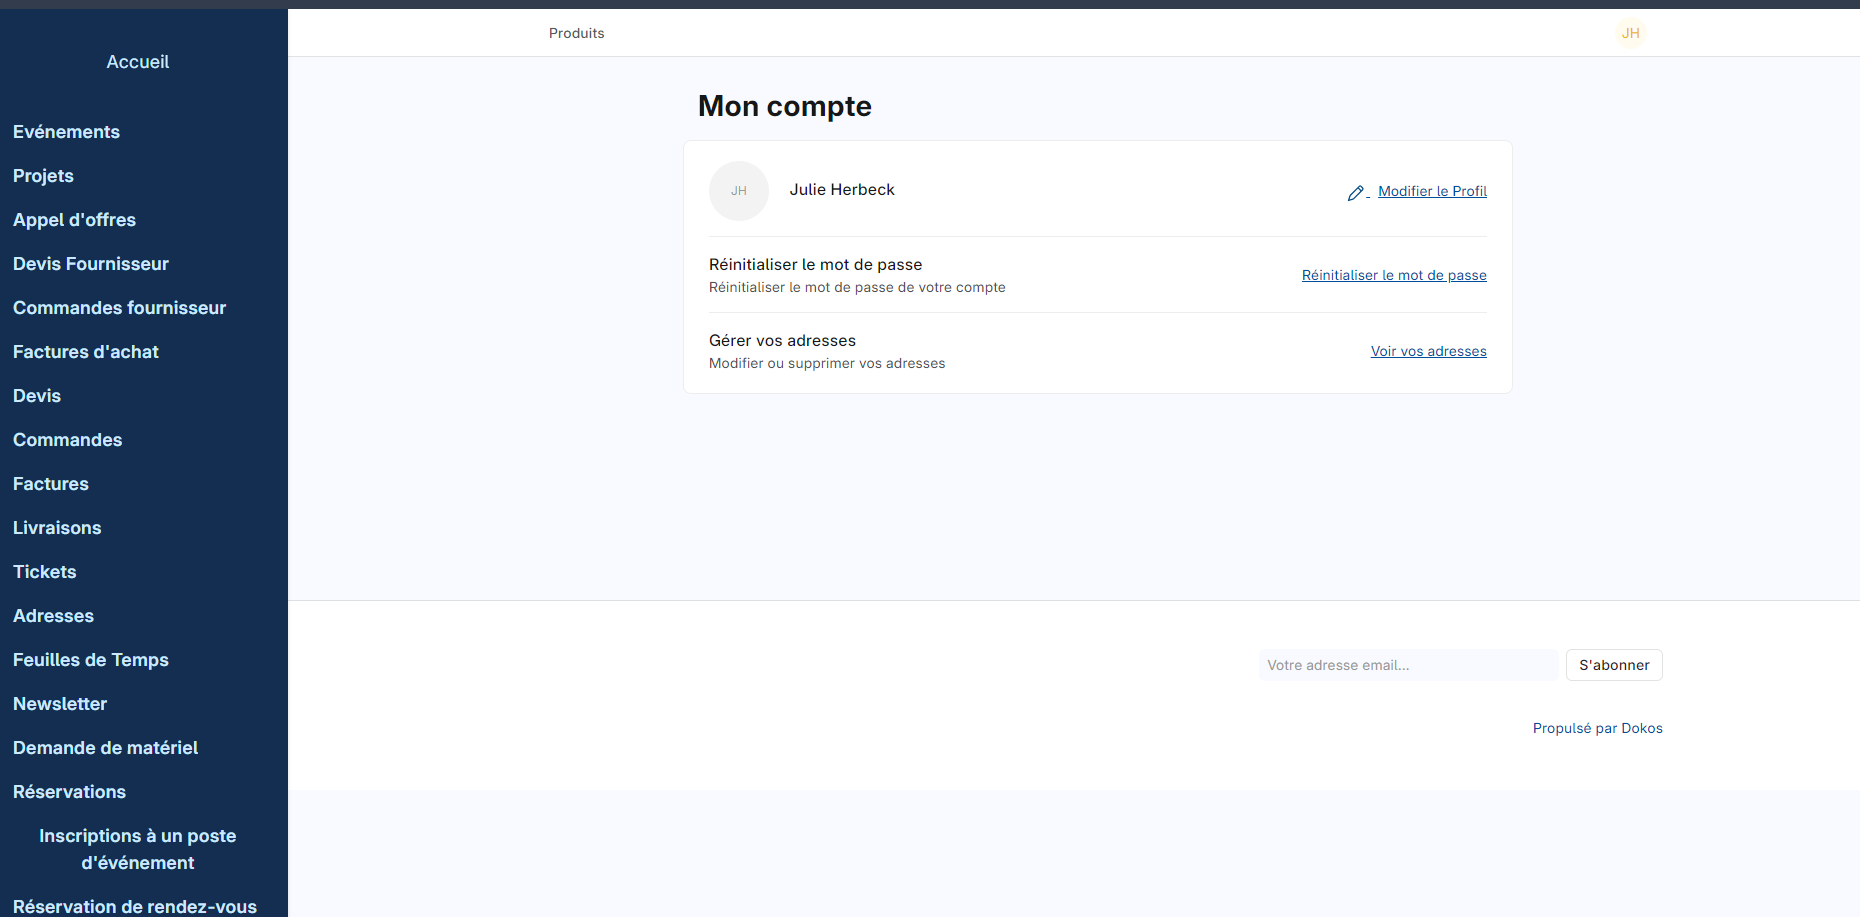 Accueil
Evénements
Projets
Appel d'offres
Devis Fournisseur
Commandes fournisseur
Factures d'achat
Devis
Commandes
Factures
Livraisons
Tickets
Adresses
Feuilles de Temps
Newsletter
Demande de matériel
Réservations
Inscriptions à un poste
d'événement
Réservation de rendez-vous
Produits
JH
Mon compte
JH
Julie Herbeck
Modifier le Profil
Réinitialiser le mot de passe
Réinitialiser le mot de passe de votre compte
Réinitialiser le mot de passe
Gérer vos adresses
Modifier ou supprimer vos adresses
Voir vos adresses
Votre adresse email...
S'abonner
Propulsé par Dokos